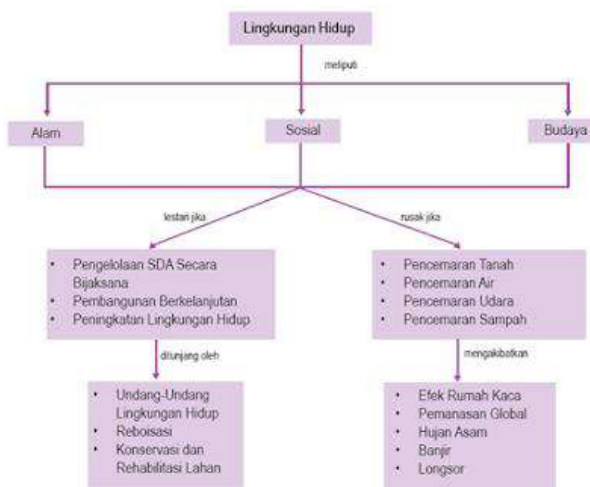 Lingkungan Hidup
meliputi
Alam
Sosial
Budaya
lestari jika
rusak jika
• Pengelolaan SDA Secara
Bijaksana
• Pembangunan Berkelanjutan
• Peningkatan Lingkungan Hidup
• Pencemaran Tanah
• Pencemaran Air
• Pencemaran Udara
• Pencemaran Sampah
ditunjang oleh
mengakibatkan
• Undang-Undang
Lingkungan Hidup
• Reboisasi
• Konservasi dan
Rehabilitasi Lahan
• Efek Rumah Kaca
• Pemanasan Global
• Hujan Asam
• Banjir
• Longsor